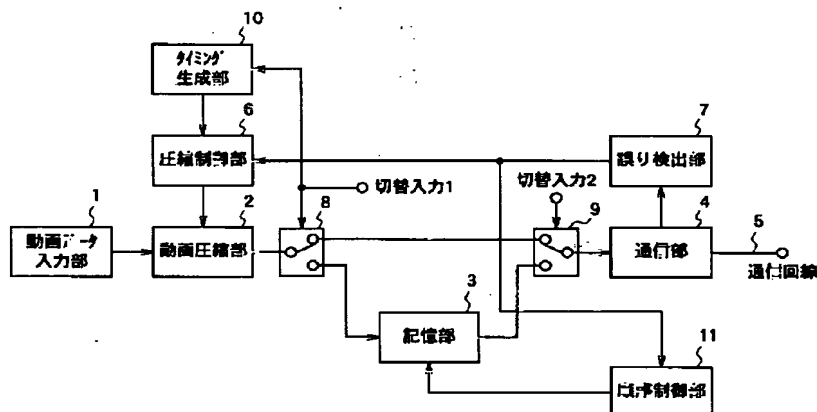 10
タイミング
生成部
6
圧縮制御部
7
誤り検出部
切替入力1
切替入力2
1
動画データ
入力部
2
動画圧縮部
8
9
4
通信部
5
通信回線
3
記憶部
11
制御部